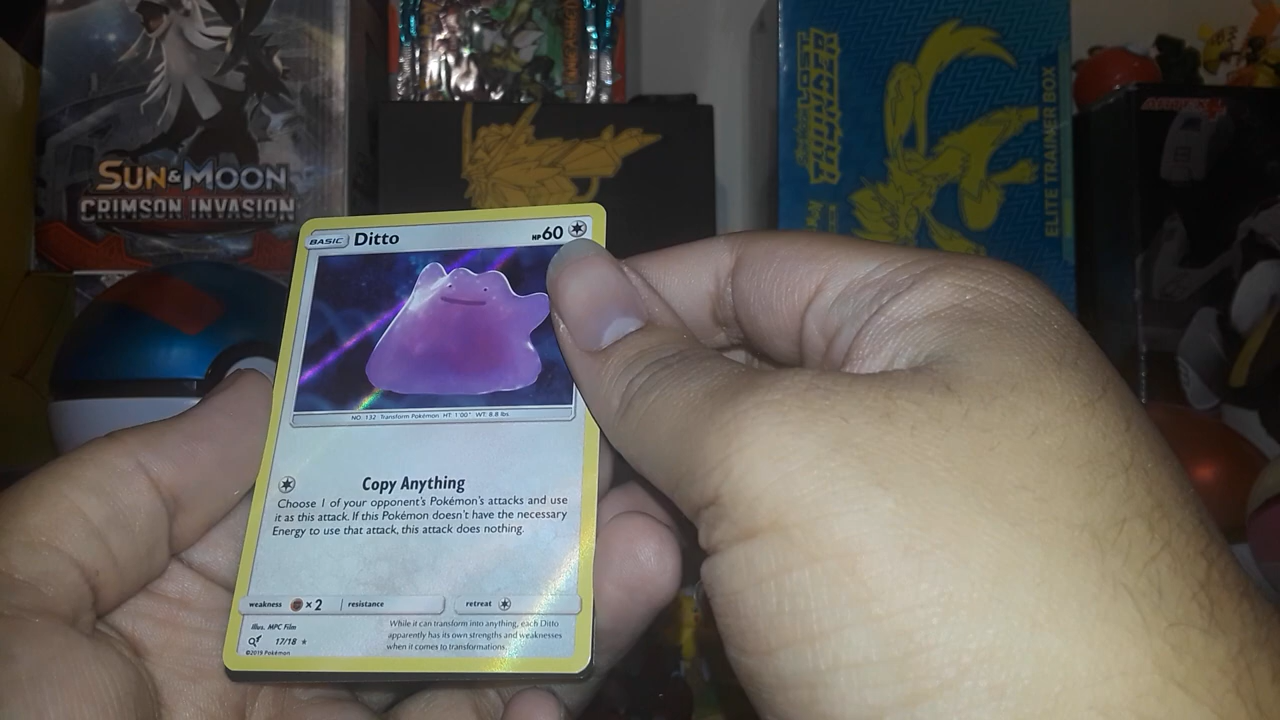 SUN & MOON
CRIMSON INVASION
ELITE TRAINER BOX
BASIC Ditto HP 60
NO. 132 Transform Pokémon HT: 1'00" WT: 8.8 lbs.
Copy Anything
Choose 1 of your opponent's Pokémon's attacks and use
it as this attack. If this Pokémon doesn't have the necessary
Energy to use that attack, this attack does nothing.
weakness ×2 resistance retreat
Illus. MPC Film
17/18
©2019 Pokémon
While it can transform into anything, each Ditto
apparently has its own strengths and weaknesses
when it comes to transformations.